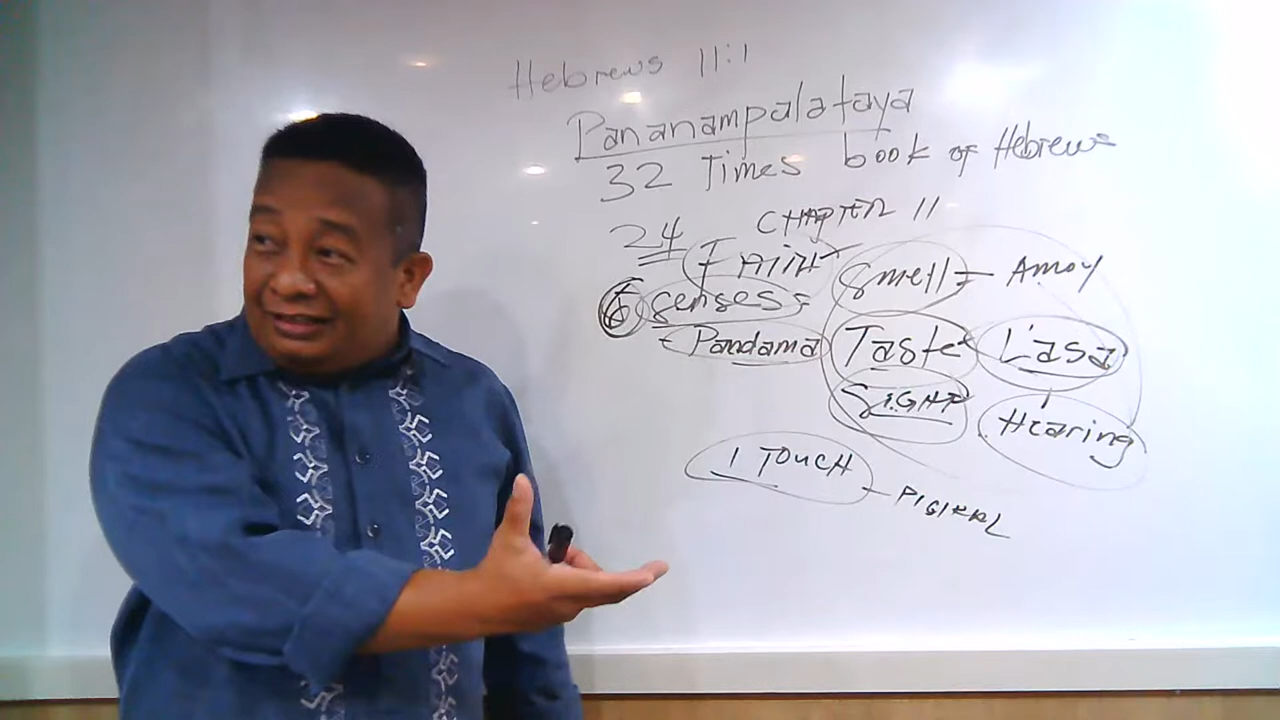 Hebrews 11:1
Pananampalataya
32 Times book of Hebrews
24 CHAPTER 11
FAITH
6 senses = Smell = Amoy
- Pandama Taste Lasa
SIGHT Hearing
1 TOUCH - PISIKAL